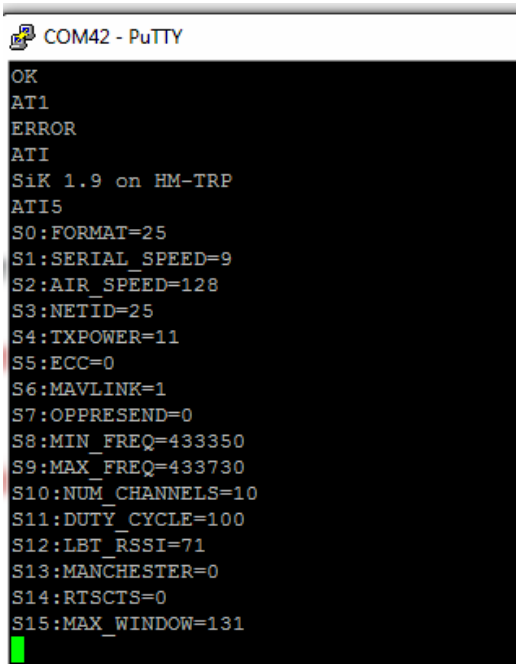 COM42 - PuTTY
OK
AT1
ERROR
ATI
SiK 1.9 on HM-TRP
ATI5
S0:FORMAT=25
S1:SERIAL_SPEED=9
S2:AIR_SPEED=128
S3:NETID=25
S4:TXPOWER=11
S5:ECC=0
S6:MAVLINK=1
S7:OPPRESEND=0
S8:MIN_FREQ=433350
S9:MAX_FREQ=433730
S10:NUM_CHANNELS=10
S11:DUTY_CYCLE=100
S12:LBT_RSSI=71
S13:MANCHESTER=0
S14:RTSCTS=0
S15:MAX_WINDOW=131